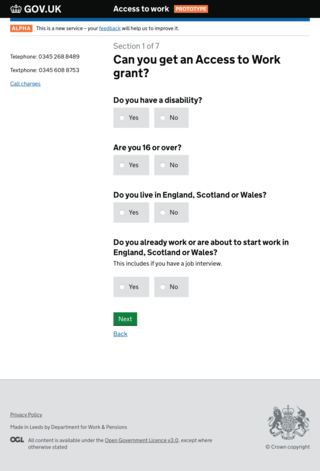 GOV.UK
Access to work PROTOTYPE
ALPHA This is a new service – your feedback will help us to improve it.
Telephone: 0345 268 8489
Textphone: 0345 608 8753
Call charges
Section 1 of 7
Can you get an Access to Work
grant?
Do you have a disability?
Yes No
Are you 16 or over?
Yes No
Do you live in England, Scotland or Wales?
Yes No
Do you already work or are about to start work in
England, Scotland or Wales?
This includes if you have a job interview.
Yes No
Next
Back
Privacy Policy
Made in Leeds by Department for Work & Pensions
OGL All content is available under the Open Government Licence v3.0, except where
otherwise stated
© Crown copyright